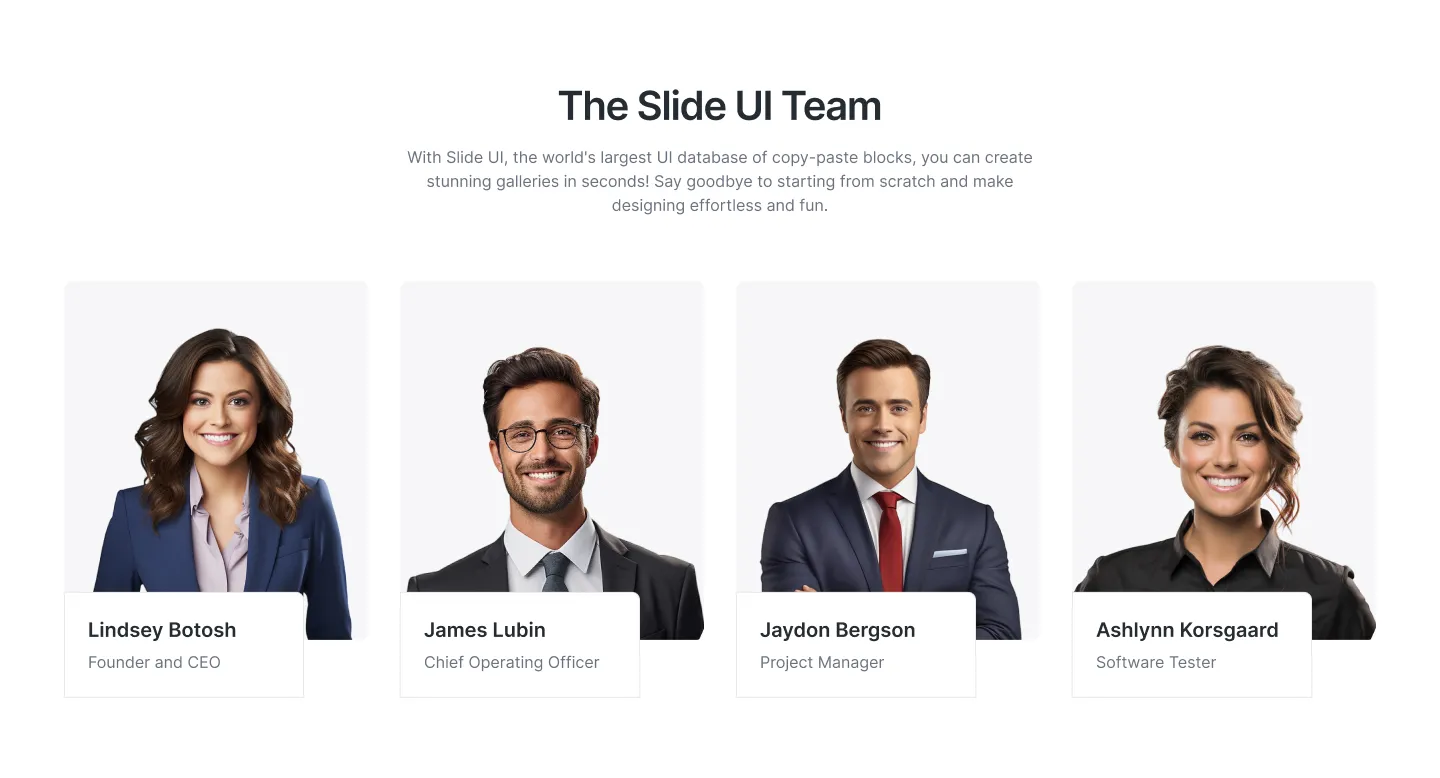 The Slide UI Team
With Slide UI, the world's largest UI database of copy-paste blocks, you can create
stunning galleries in seconds! Say goodbye to starting from scratch and make
designing effortless and fun.
Lindsey Botosh
Founder and CEO
James Lubin
Chief Operating Officer
Jaydon Bergson
Project Manager
Ashlynn Korsgaard
Software Tester